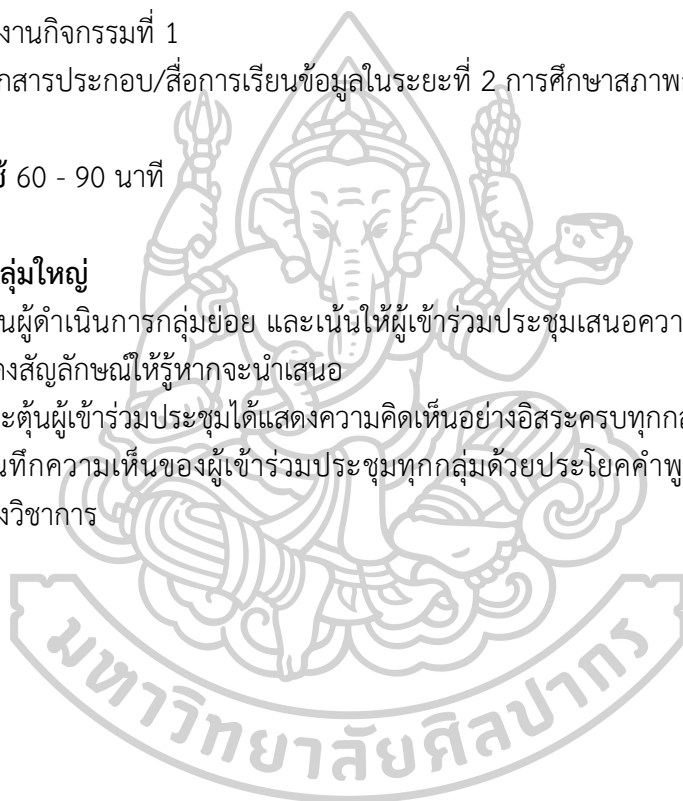 งานกิจกรรมที่ 1
กสารประกอบ/สื่อการเรียนข้อมูลในระยะที่ 2 การศึกษาสภาพ
ช้ 60 - 90 นาที
ลุ่มใหญ่
นผู้ดำเนินการกลุ่มย่อย และเน้นให้ผู้เข้าร่วมประชุมเสนอควา
างสัญลักษณ์ให้รู้หากจะนำเสนอ
ะตุ้นผู้เข้าร่วมประชุมได้แสดงความคิดเห็นอย่างอิสระครบทุกก
นทึกความเห็นของผู้เข้าร่วมประชุมทุกกลุ่มด้วยประโยคคำพู
งวิชาการ
มหาวิทยาลัยศิลปากร